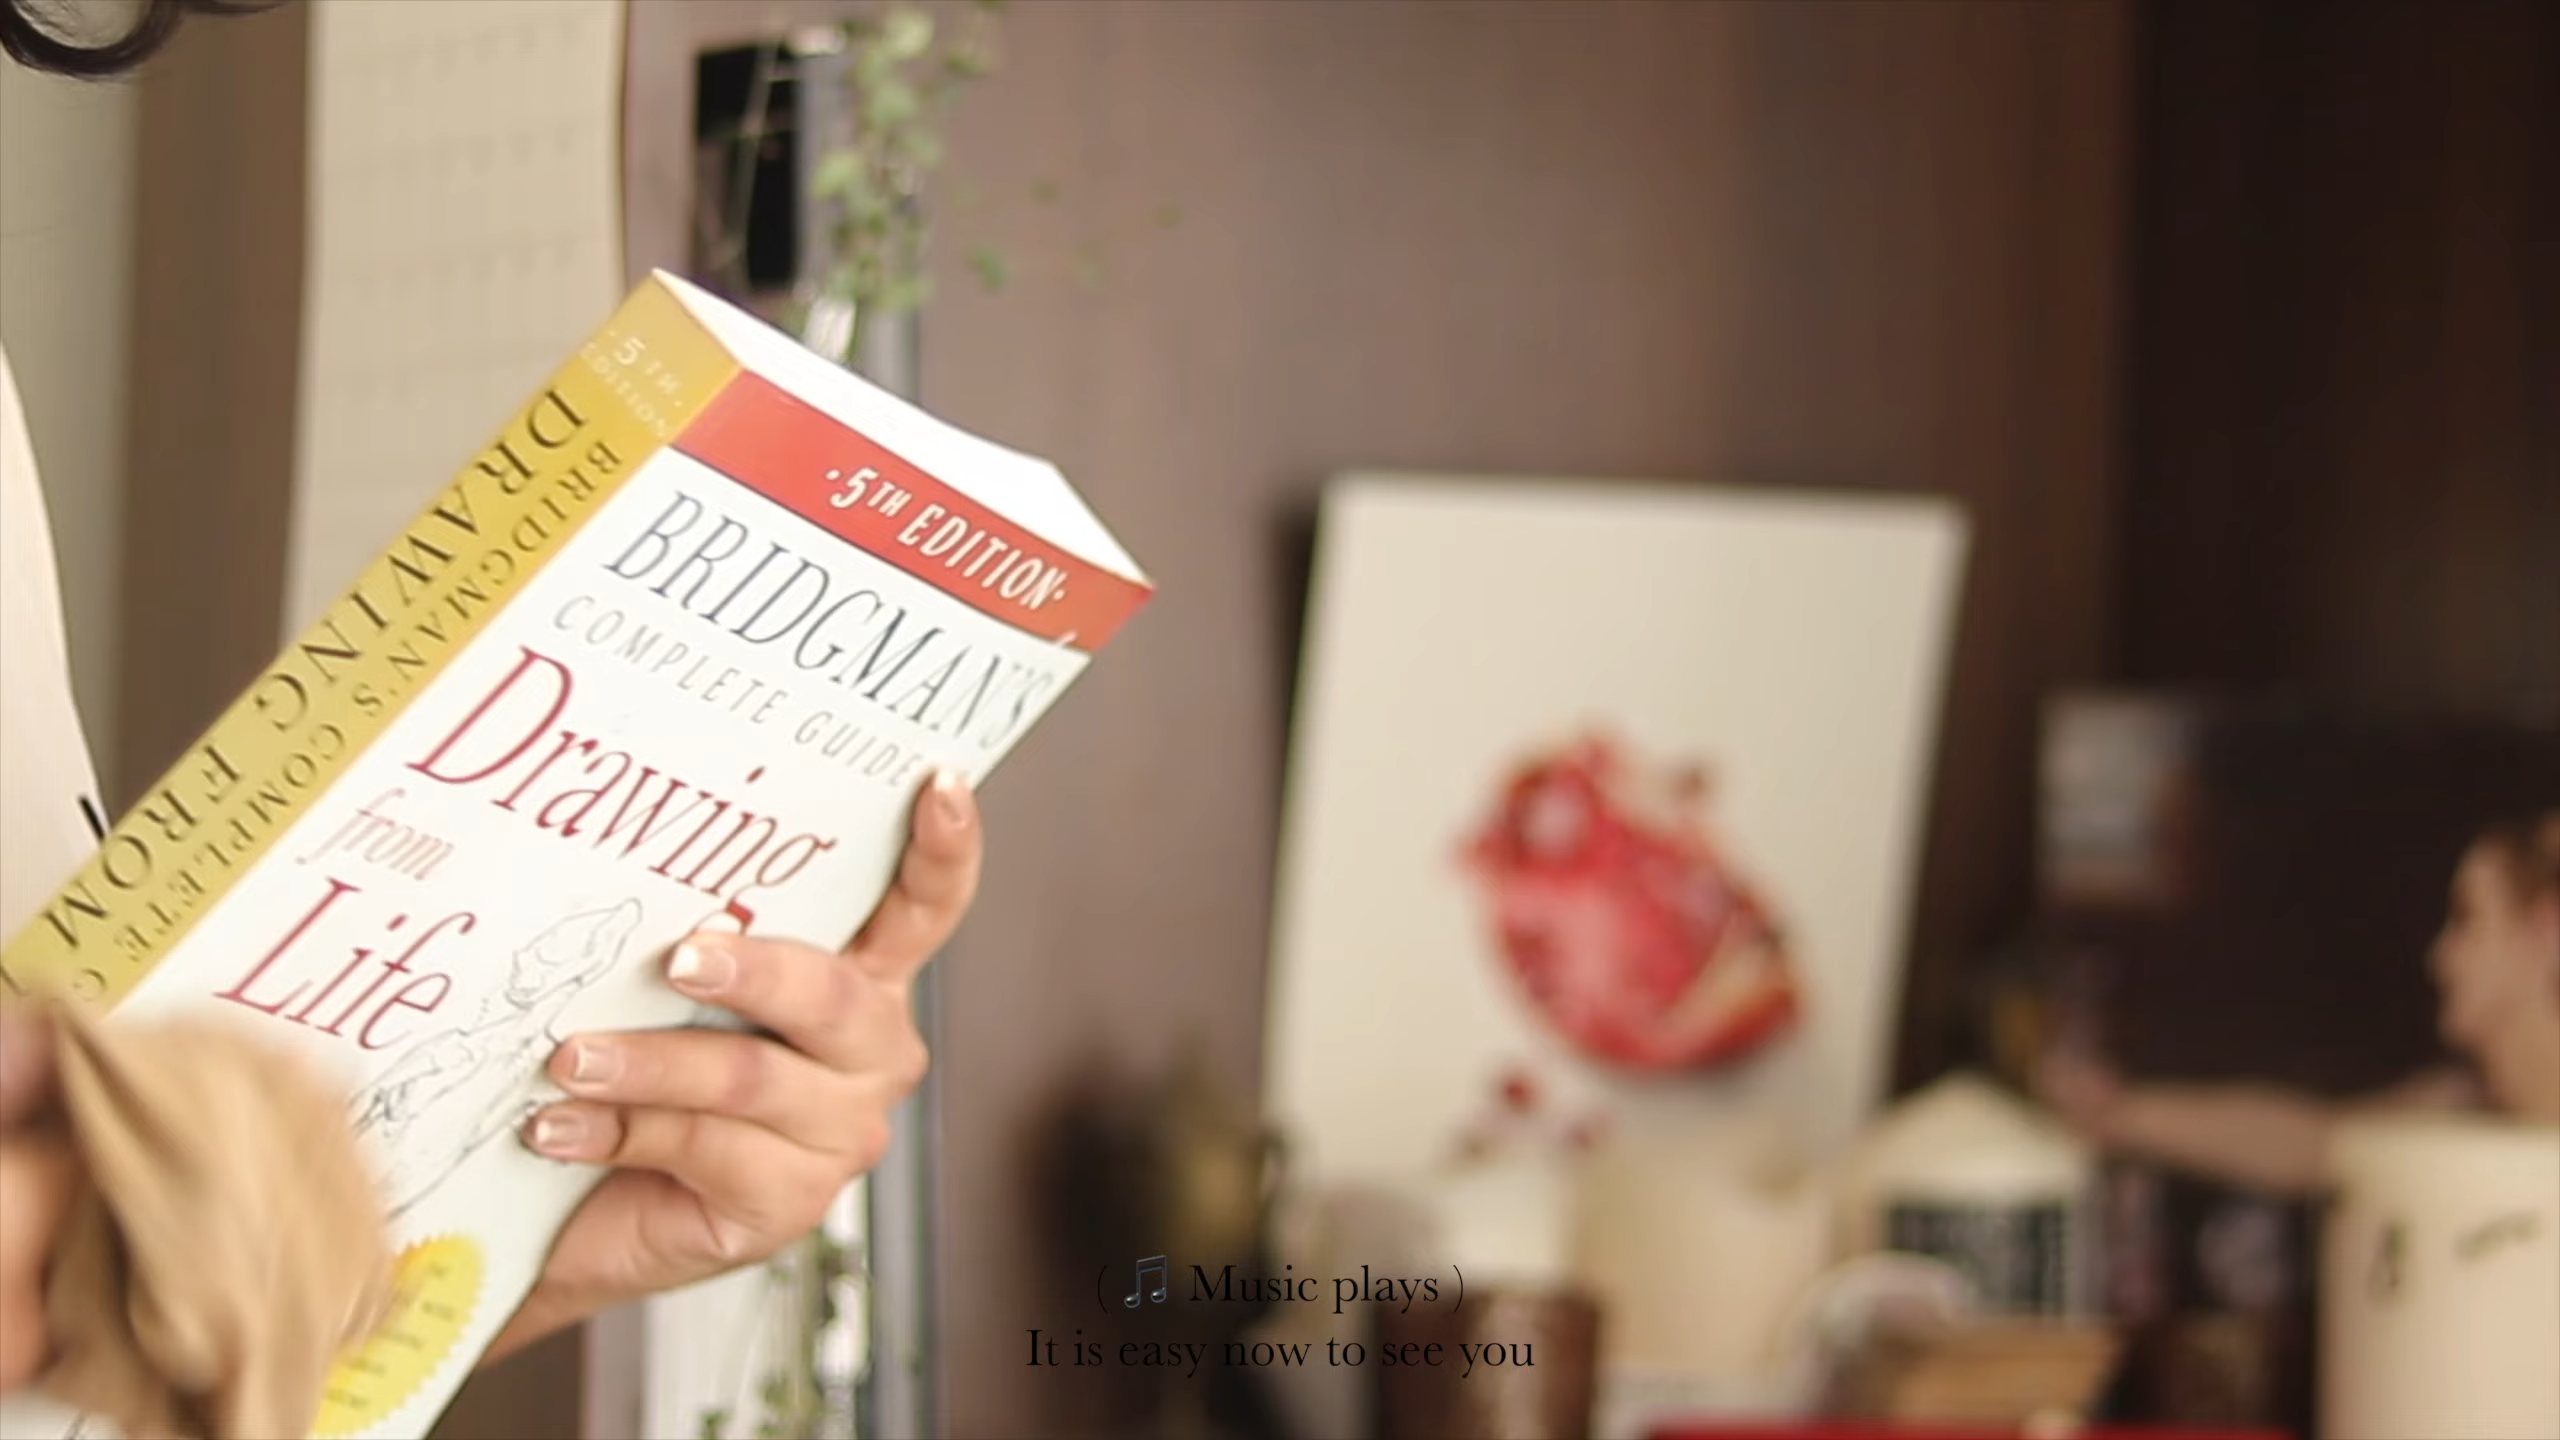 ·5TH EDITION·
BRIDGMAN'S
COMPLETE GUIDE
Drawing
from
Life
·5TH·
EDITION
BRIDGMAN'S COMPLETE G
DRAWING FROM
( 🎵 Music plays )
It is easy now to see you